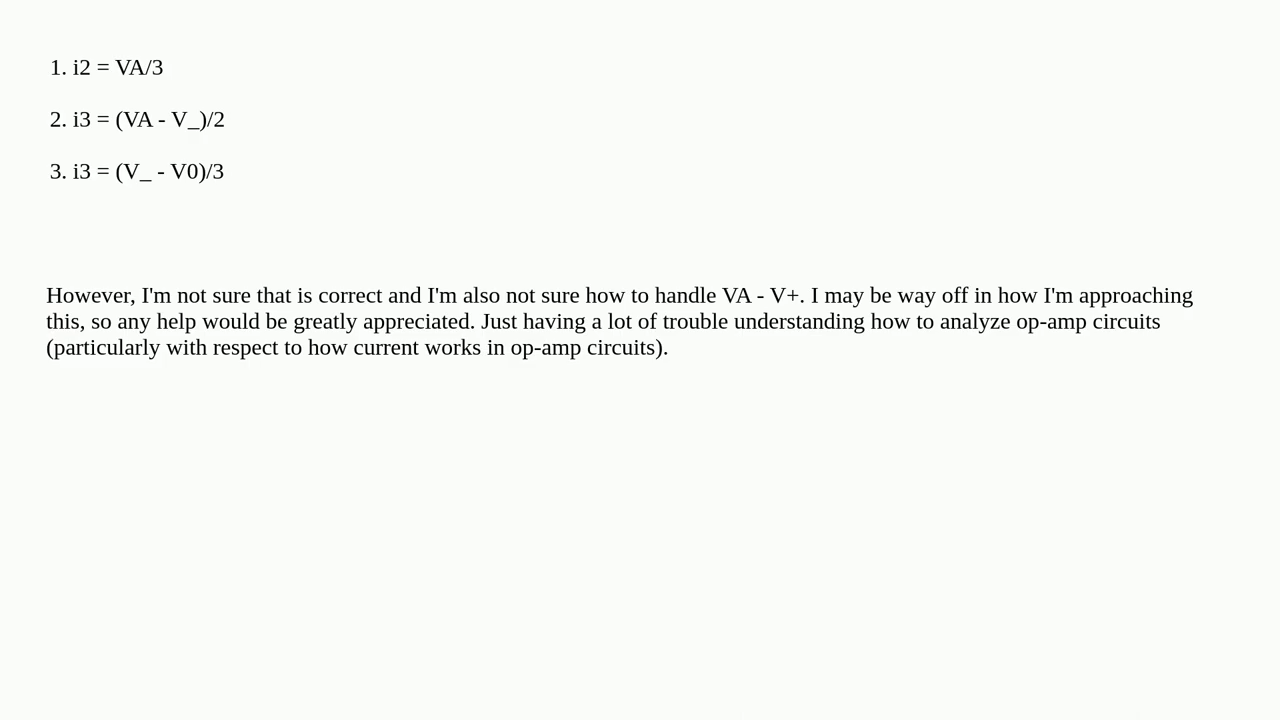 1. i2 = VA/3
2. i3 = (VA - V_)/2
3. i3 = (V_ - V0)/3
However, I'm not sure that is correct and I'm also not sure how to handle VA - V+. I may be way off in how I'm approaching
this, so any help would be greatly appreciated. Just having a lot of trouble understanding how to analyze op-amp circuits
(particularly with respect to how current works in op-amp circuits).